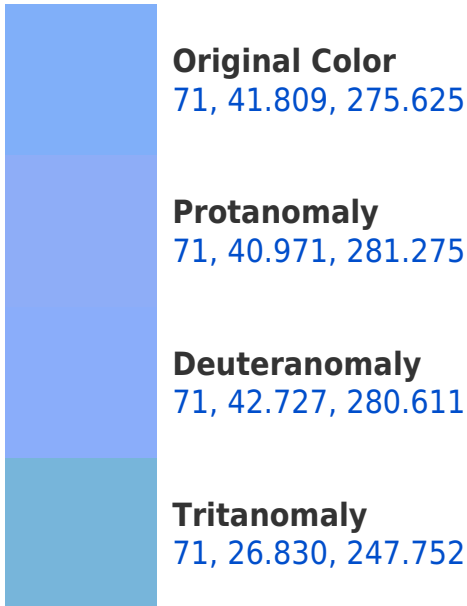 Original Color
71, 41.809, 275.625
Protanomaly
71, 40.971, 281.275
Deuteranomaly
71, 42.727, 280.611
Tritanomaly
71, 26.830, 247.752